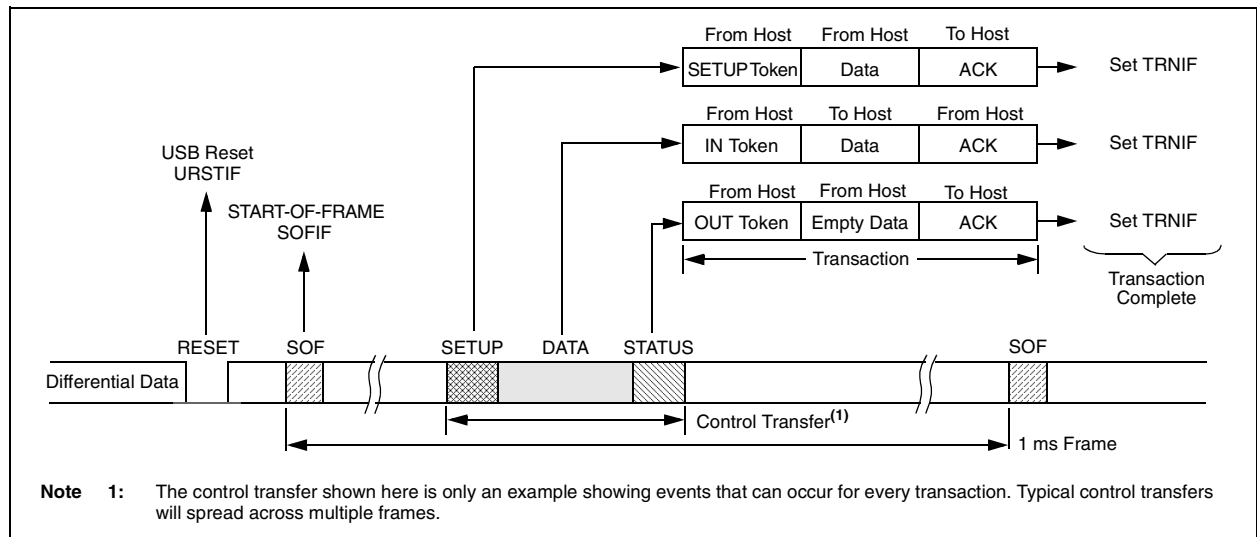 From Host From Host To Host
SETUP Token Data ACK Set TRNIF
From Host To Host From Host
IN Token Data ACK Set TRNIF
USB Reset
URSTIF
From Host From Host To Host
START-OF-FRAME
SOFIF
OUT Token Empty Data ACK Set TRNIF
Transaction
Transaction
Complete
RESET SOF SETUP DATA STATUS SOF
Differential Data
Control Transfer(1)
1 ms Frame
Note 1: The control transfer shown here is only an example showing events that can occur for every transaction. Typical control transfers
will spread across multiple frames.